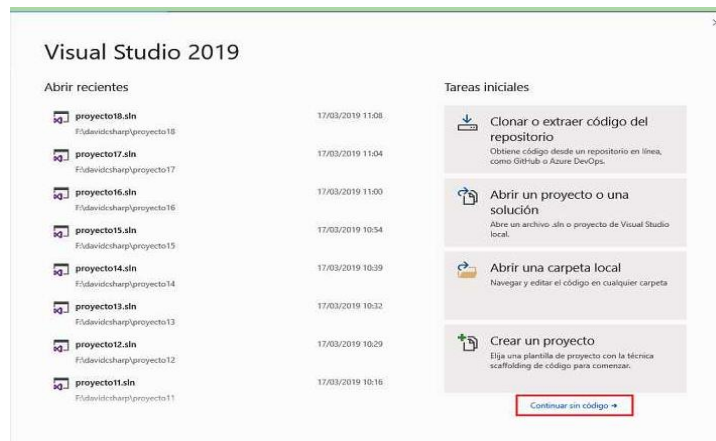 Visual Studio 2019
Abrir recientes
proyecto18.sln 17/03/2019 11:08
F:\davidcsharp\proyecto18
proyecto17.sln 17/03/2019 11:04
F:\davidcsharp\proyecto17
proyecto16.sln 17/03/2019 11:00
F:\davidcsharp\proyecto16
proyecto15.sln 17/03/2019 10:54
F:\davidcsharp\proyecto15
proyecto14.sln 17/03/2019 10:39
F:\davidcsharp\proyecto14
proyecto13.sln 17/03/2019 10:32
F:\davidcsharp\proyecto13
proyecto12.sln 17/03/2019 10:29
F:\davidcsharp\proyecto12
proyecto11.sln 17/03/2019 10:16
F:\davidcsharp\proyecto11
Tareas iniciales
Clonar o extraer código del
repositorio
Obtiene código desde un repositorio en línea,
como GitHub o Azure DevOps.
Abrir un proyecto o una
solución
Abre un archivo .sln o proyecto de Visual Studio
local.
Abrir una carpeta local
Navegar y editar el código en cualquier carpeta
Crear un proyecto
Elija una plantilla de proyecto con la técnica
scaffolding de código para comenzar.
Continuar sin código →